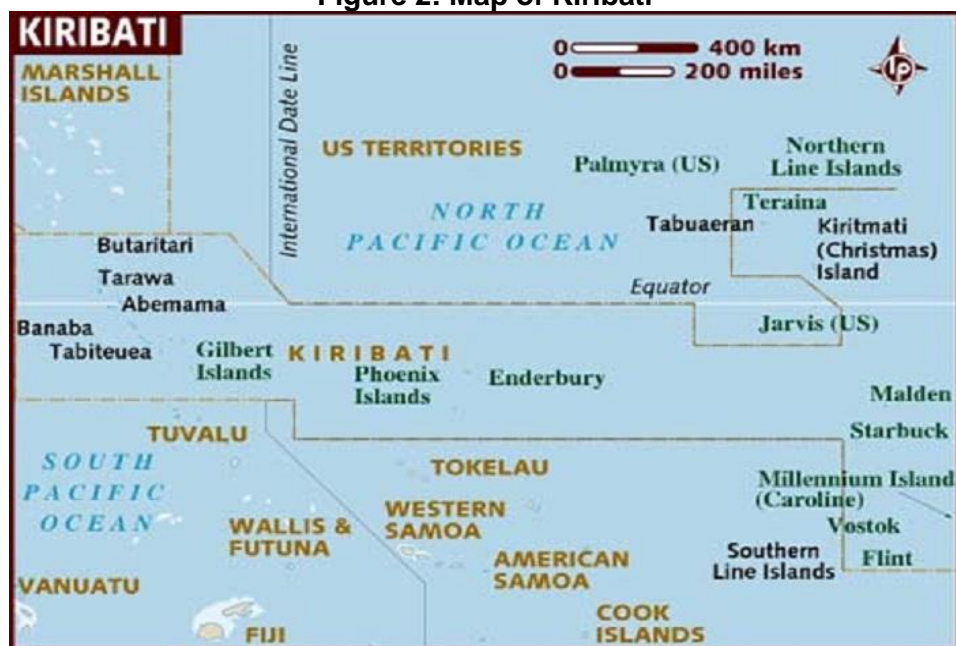 Figure 2: Map of Kiribati
KIRIBATI
0 400 km
0 200 miles
LP
MARSHALL
ISLANDS
International Date Line
US TERRITORIES
Palmyra (US)
Northern
Line Islands
Teraina
NORTH
PACIFIC OCEAN
Tabuaeran
Kiritmati
(Christmas)
Island
Butaritari
Tarawa
Abemama
Equator
Banaba
Tabiteuea
Jarvis (US)
Gilbert
Islands
KIRIBATI
Phoenix
Islands
Enderbury
Malden
Starbuck
TUVALU
SOUTH
PACIFIC
OCEAN
TOKELAU
Millennium Island
(Caroline)
WESTERN
SAMOA
WALLIS &
FUTUNA
Vostok
Southern
Line Islands
Flint
AMERICAN
SAMOA
VANUATU
COOK
ISLANDS
FIJI